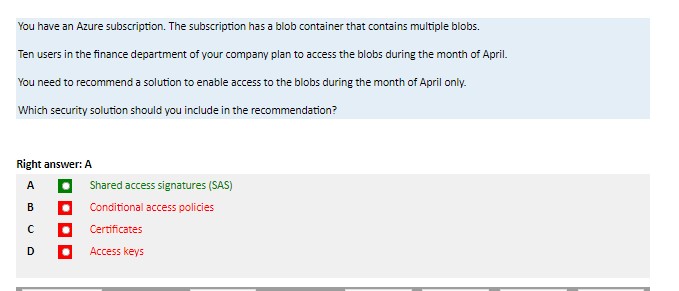 You have an Azure subscription. The subscription has a blob container that contains multiple blobs.
Ten users in the finance department of your company plan to access the blobs during the month of April.
You need to recommend a solution to enable access to the blobs during the month of April only.
Which security solution should you include in the recommendation?
Right answer: A
A Shared access signatures (SAS)
B Conditional access policies
C Certificates
D Access keys